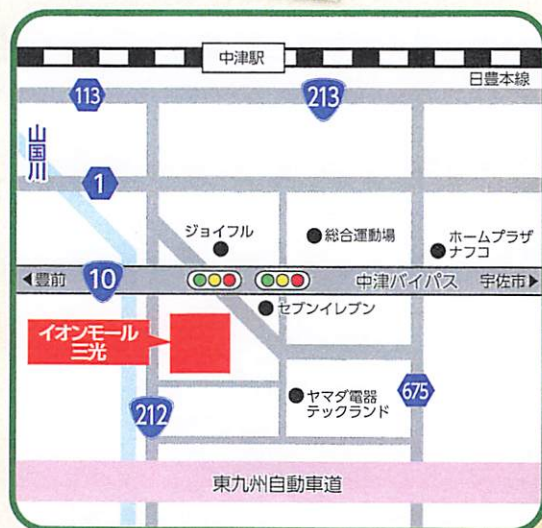 中津駅
日豊本線
113
213
山国川
1
ジョイフル
総合運動場
ホームプラザ
ナフコ
◀豊前
10
中津バイパス
宇佐市▶
セブンイレブン
イオンモール
三光
ヤマダ電器
テックランド
675
212
東九州自動車道